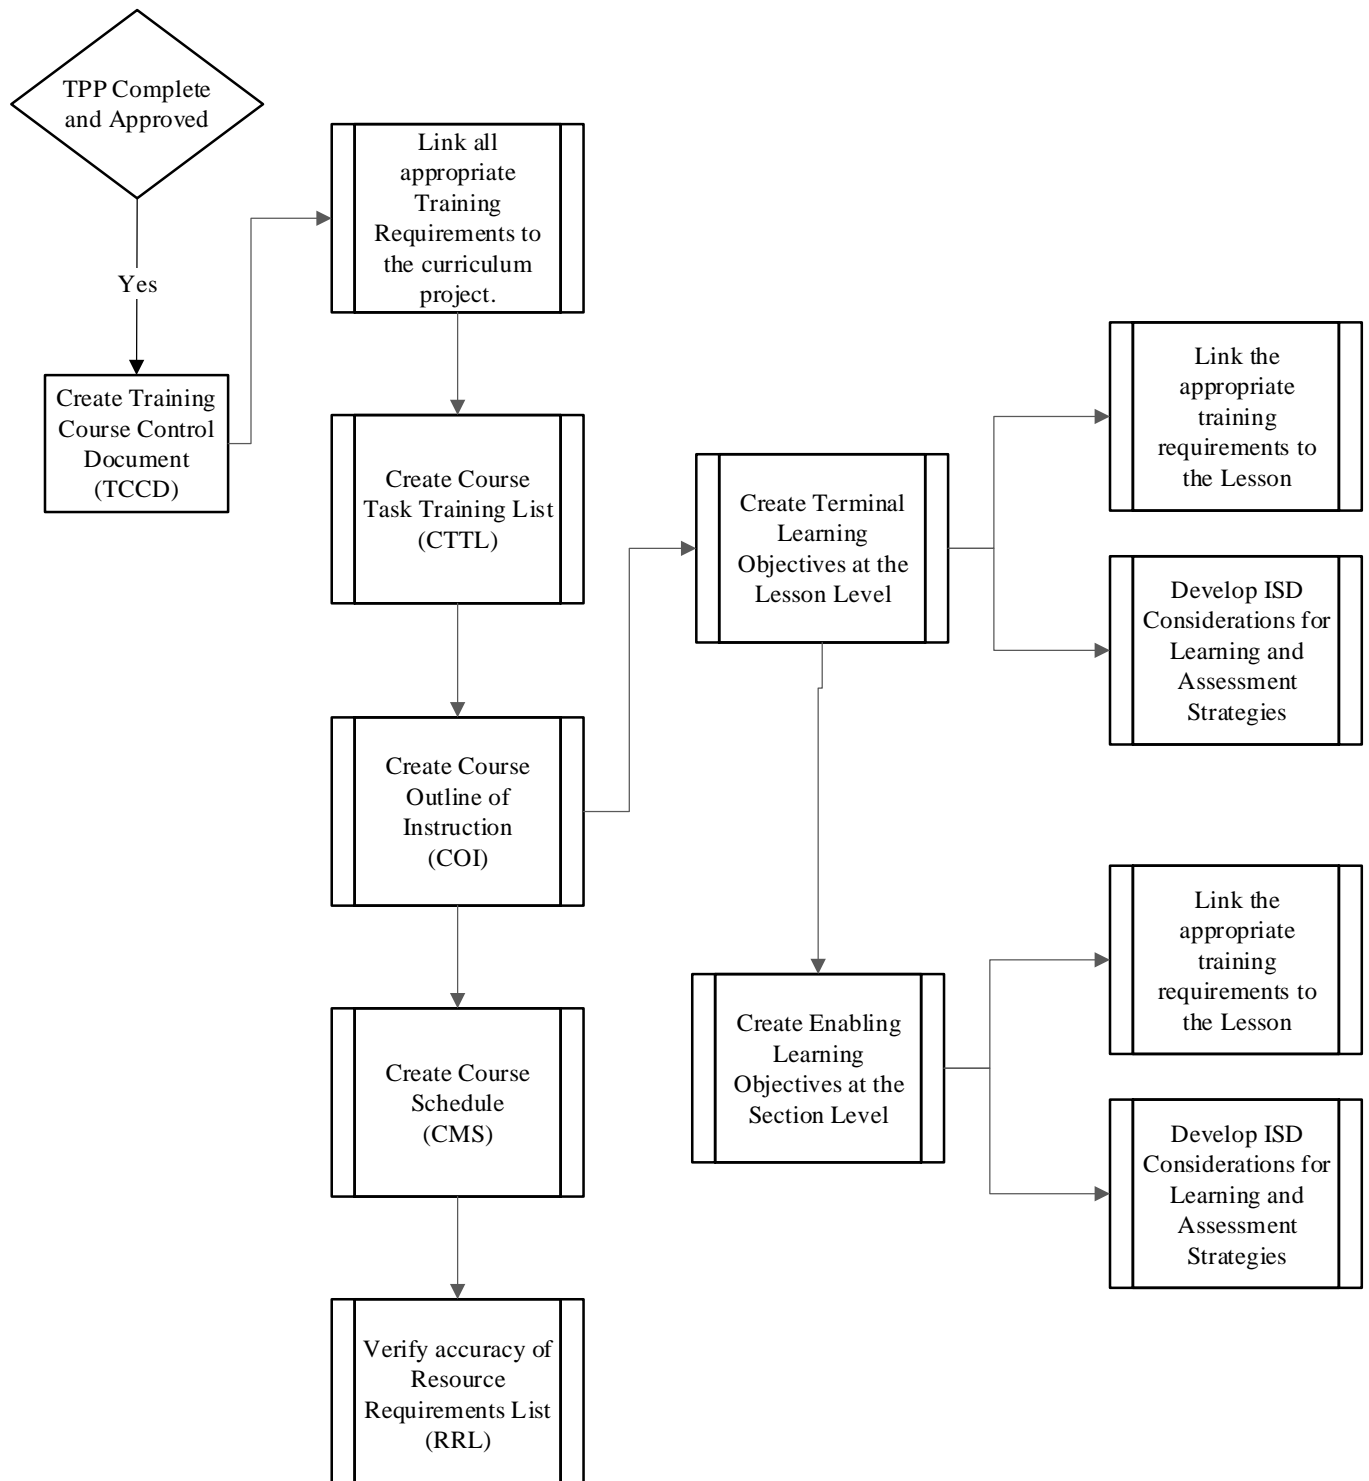 TPP Complete
and Approved
Yes
Create Training
Course Control
Document
(TCCD)
Link all
appropriate
Training
Requirements to
the curriculum
project.
Create Course
Task Training List
(CTTL)
Create Course
Outline of
Instruction
(COI)
Create Course
Schedule
(CMS)
Verify accuracy of
Resource
Requirements List
(RRL)
Create Terminal
Learning
Objectives at the
Lesson Level
Create Enabling
Learning
Objectives at the
Section Level
Link the
appropriate
training
requirements to
the Lesson
Develop ISD
Considerations for
Learning and
Assessment
Strategies
Link the
appropriate
training
requirements to
the Lesson
Develop ISD
Considerations for
Learning and
Assessment
Strategies